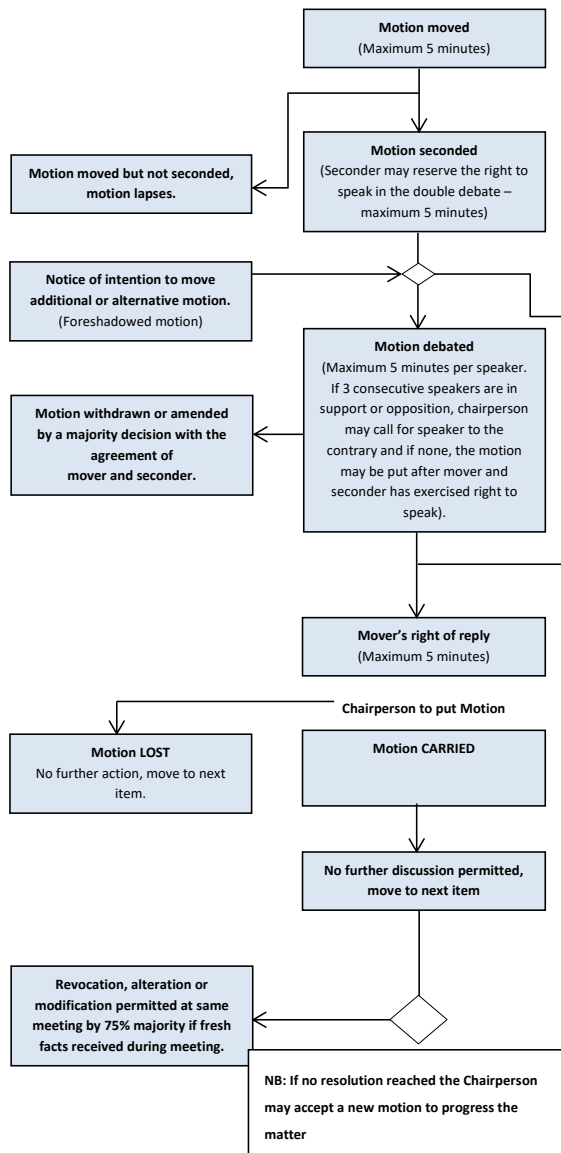 Motion moved
(Maximum 5 minutes)
Motion moved but not seconded,
motion lapses.
Motion seconded
(Seconder may reserve the right to
speak in the double debate –
maximum 5 minutes)
Notice of intention to move
additional or alternative motion.
(Foreshadowed motion)
Motion debated
(Maximum 5 minutes per speaker.
If 3 consecutive speakers are in
support or opposition, chairperson
may call for speaker to the
contrary and if none, the motion
may be put after mover and
seconder has exercised right to
speak).
Motion withdrawn or amended
by a majority decision with the
agreement of
mover and seconder.
Mover’s right of reply
(Maximum 5 minutes)
Chairperson to put Motion
Motion LOST
No further action, move to next
item.
Motion CARRIED
No further discussion permitted,
move to next item
Revocation, alteration or
modification permitted at same
meeting by 75% majority if fresh
facts received during meeting.
NB: If no resolution reached the Chairperson
may accept a new motion to progress the
matter